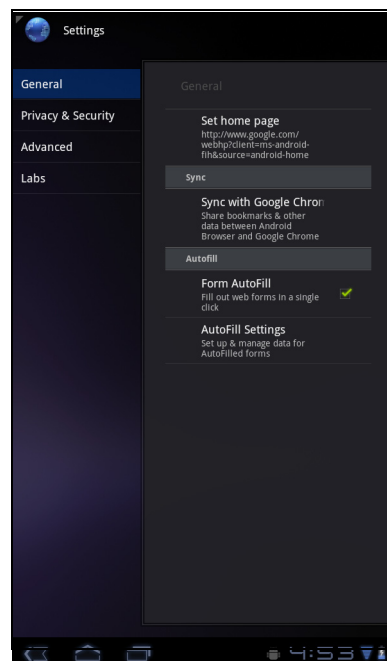 Settings
General
Privacy & Security
Advanced
Labs
General
Set home page
http://www.google.com/
webhp?client=ms-android-
fih&source=android-home
Sync
Sync with Google Chron
Share bookmarks & other
data between Android
Browser and Google Chrome
Autofill
Form AutoFill
Fill out web forms in a single
click
AutoFill Settings
Set up & manage data for
AutoFilled forms
4:53